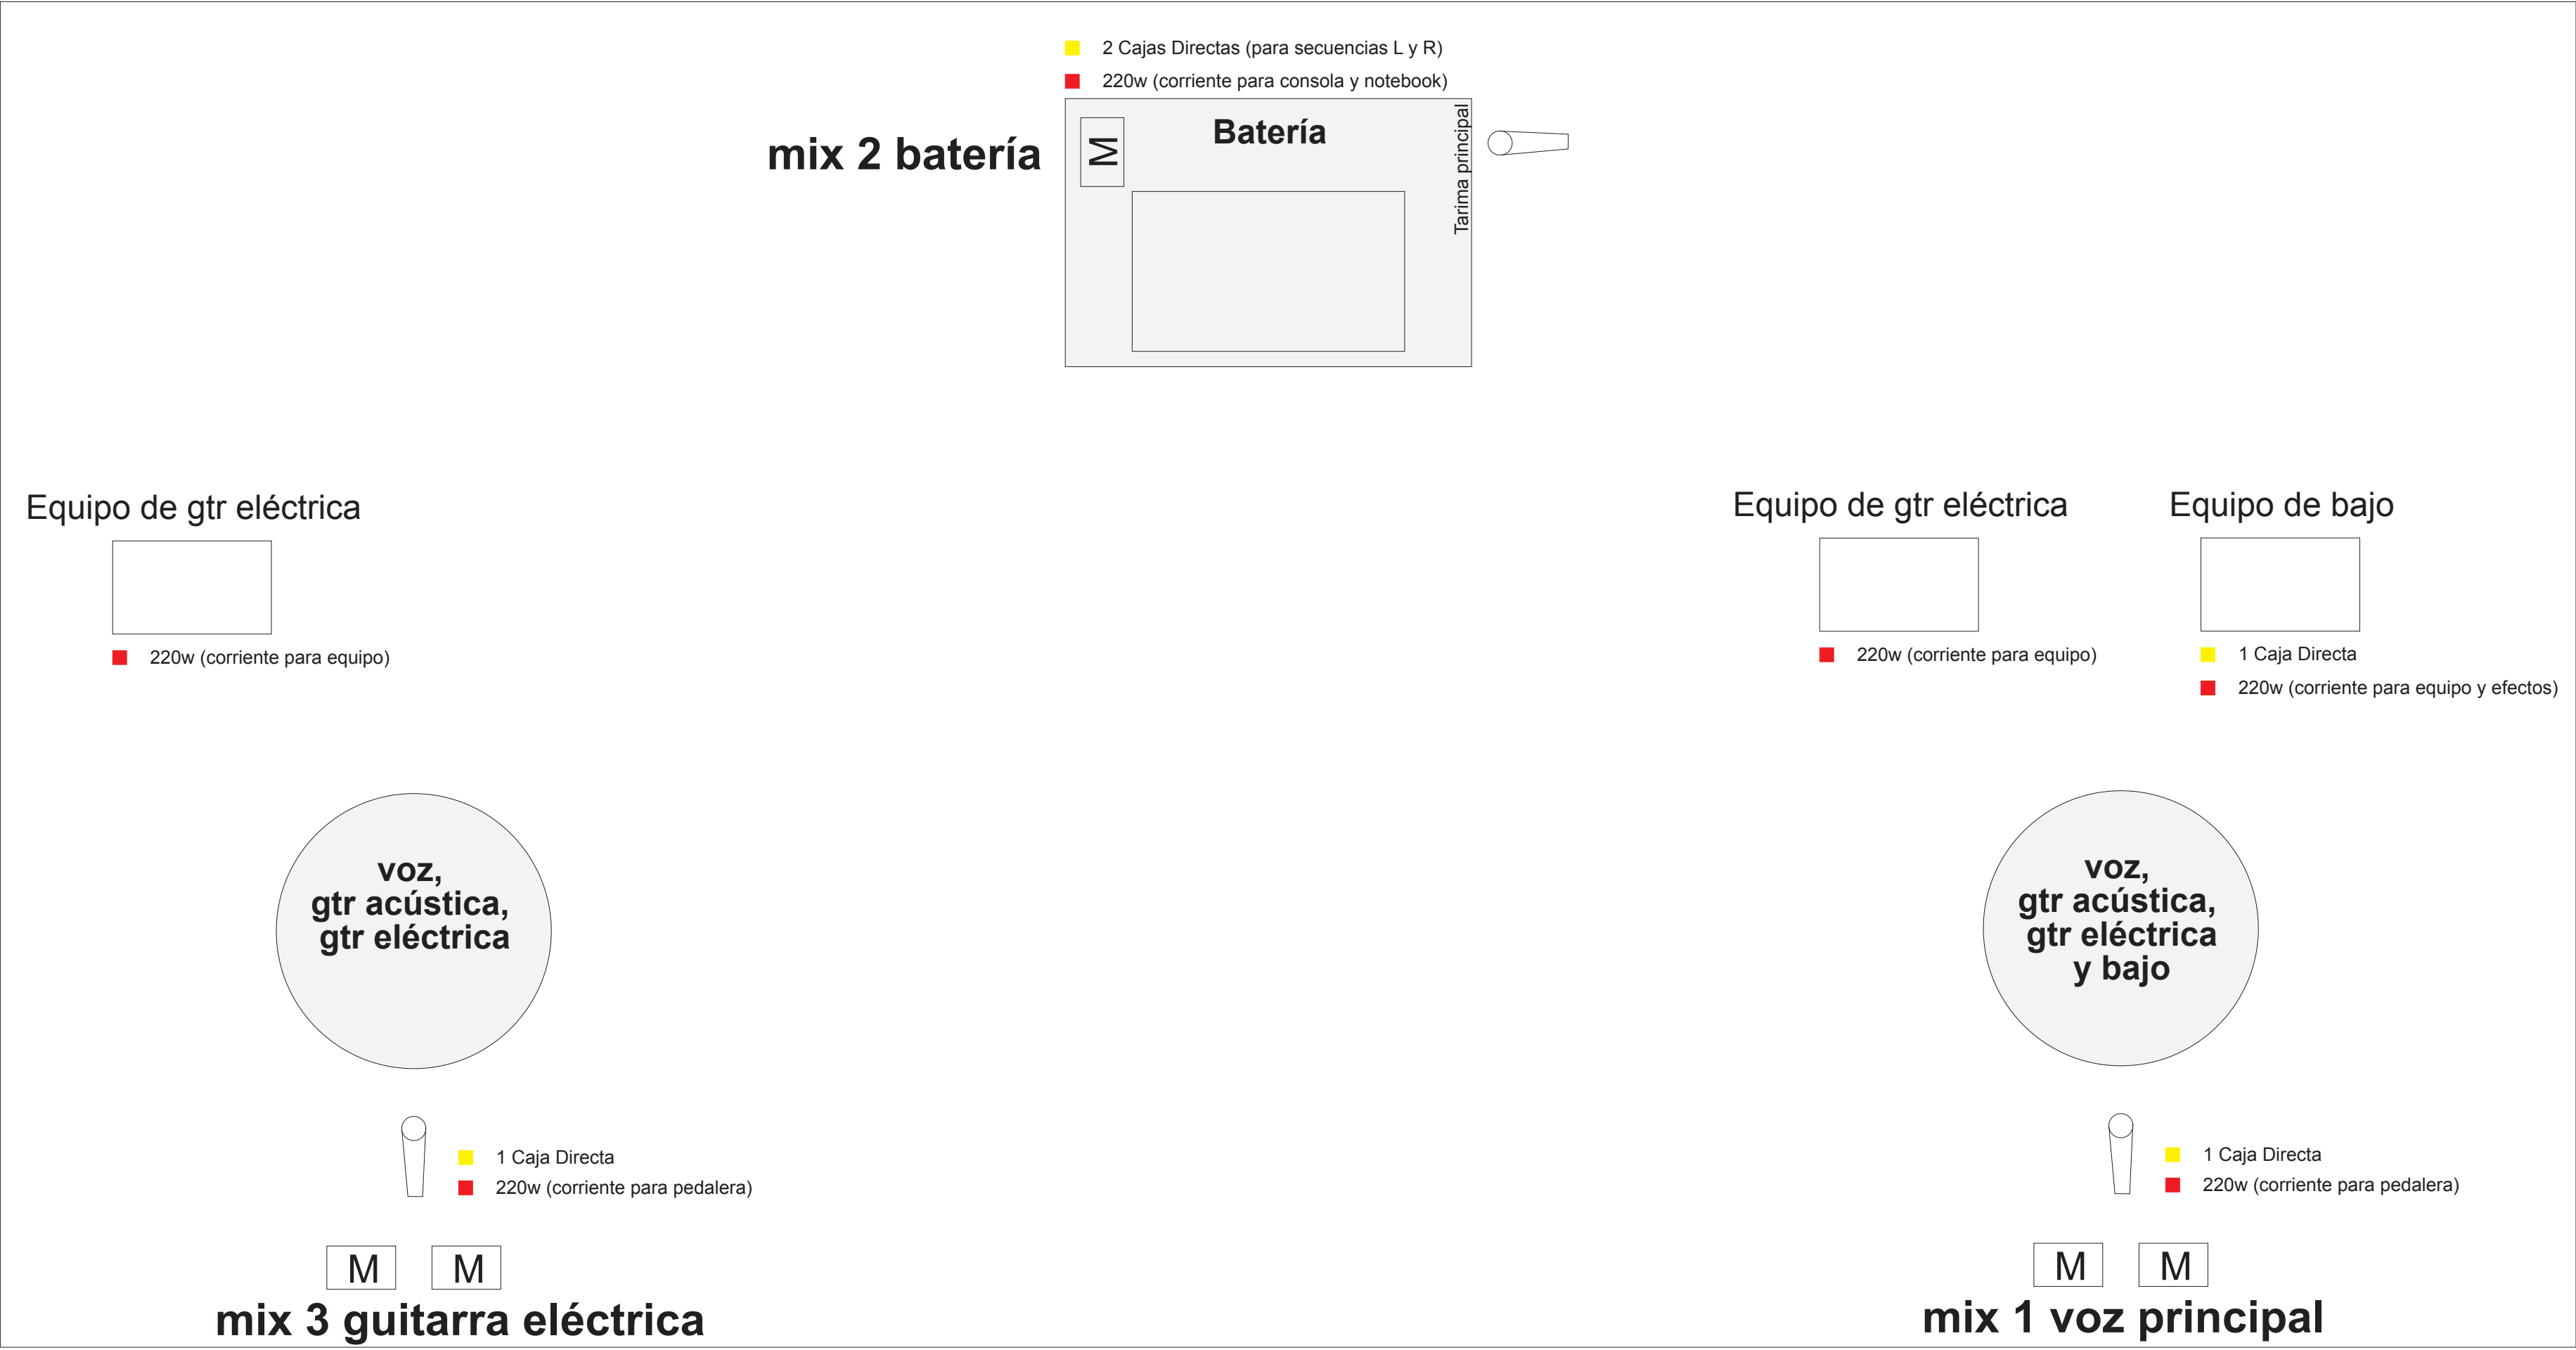 2 Cajas Directas (para secuencias L y R)
220w (corriente para consola y notebook)
mix 2 batería
M
Batería
Tarima principal
Equipo de gtr eléctrica
220w (corriente para equipo)
Equipo de gtr eléctrica
220w (corriente para equipo)
Equipo de bajo
1 Caja Directa
220w (corriente para equipo y efectos)
voz,
gtr acústica,
gtr eléctrica
1 Caja Directa
220w (corriente para pedalera)
M M
mix 3 guitarra eléctrica
voz,
gtr acústica,
gtr eléctrica
y bajo
1 Caja Directa
220w (corriente para pedalera)
M M
mix 1 voz principal